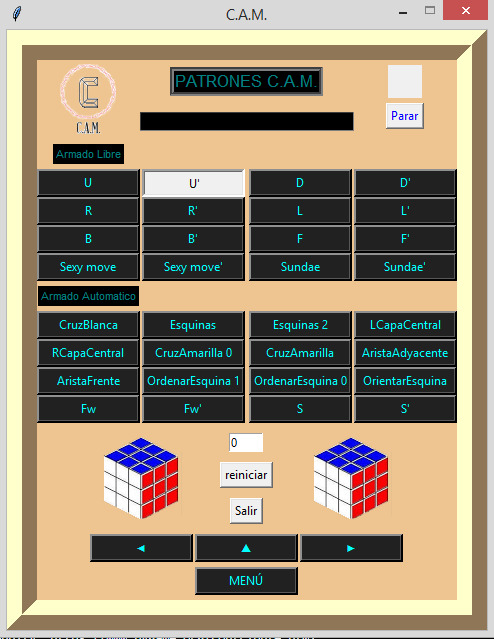 C.A.M.
PATRONES C.A.M.
C.A.M.
Parar
Armado Libre
U U' D D'
R R' L L'
B B' F F'
Sexy move Sexy move' Sundae Sundae'
Armado Automatico
CruzBlanca Esquinas Esquinas 2 LCapaCentral
RCapaCentral CruzAmarilla 0 CruzAmarilla AristaAdyacente
AristaFrente OrdenarEsquina 1 OrdenarEsquina 0 OrientarEsquina
Fw Fw' S S'
0
reiniciar
Salir
◄ ▲ ►
MENÚ